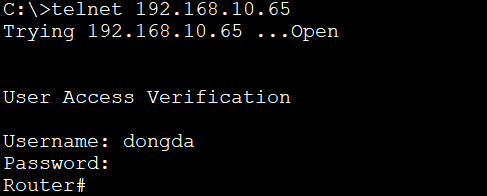 C:\>telnet 192.168.10.65
Trying 192.168.10.65 ...Open
User Access Verification
Username: dongda
Password:
Router#